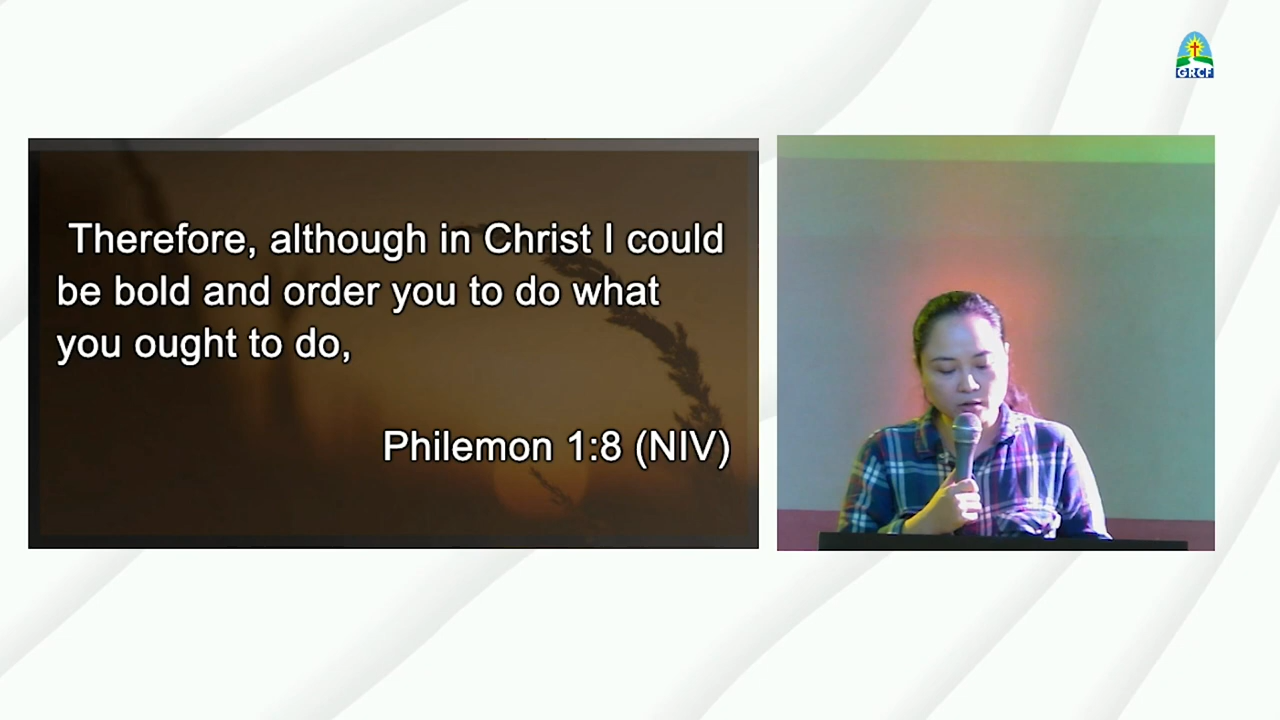 GRCF
Therefore, although in Christ I could
be bold and order you to do what
you ought to do,
Philemon 1:8 (NIV)